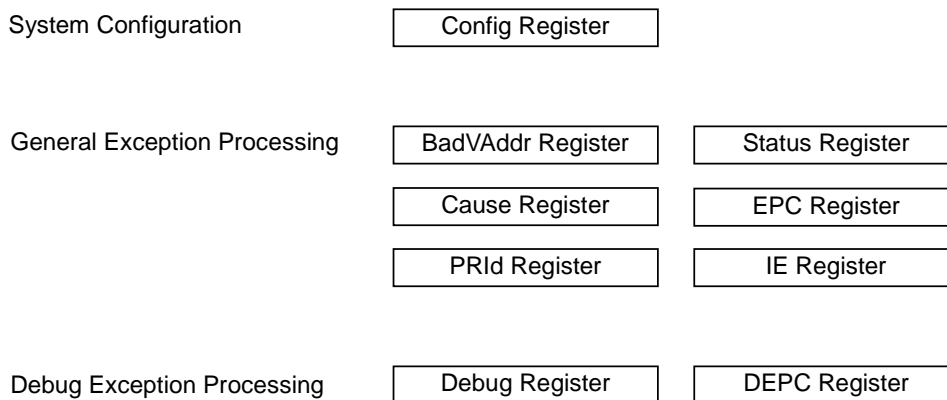 System Configuration Config Register
General Exception Processing BadVAddr Register Status Register
Cause Register EPC Register
PRId Register IE Register
Debug Exception Processing Debug Register DEPC Register